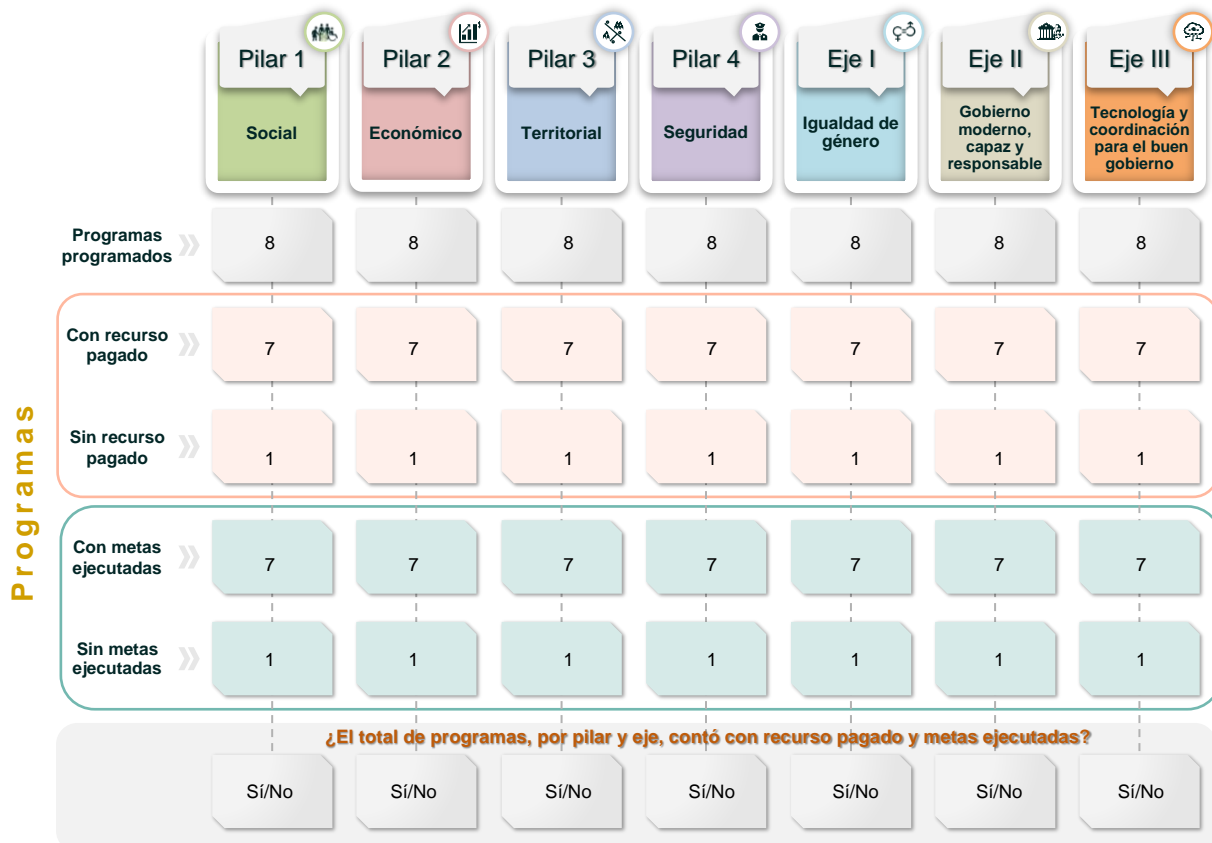 Pilar 1
Pilar 2
Pilar 3
Pilar 4
Eje I
Eje II
Eje III
Social
Económico
Territorial
Seguridad
Igualdad de
género
Gobierno
moderno,
capaz y
responsable
Tecnología y
coordinación
para el buen
gobierno
Programas
Programas
programados
8 8 8 8 8 8 8
Con recurso
pagado
7 7 7 7 7 7 7
Sin recurso
pagado
1 1 1 1 1 1 1
Con metas
ejecutadas
7 7 7 7 7 7 7
Sin metas
ejecutadas
1 1 1 1 1 1 1
¿El total de programas, por pilar y eje, contó con recurso pagado y metas ejecutadas?
Sí/No Sí/No Sí/No Sí/No Sí/No Sí/No Sí/No